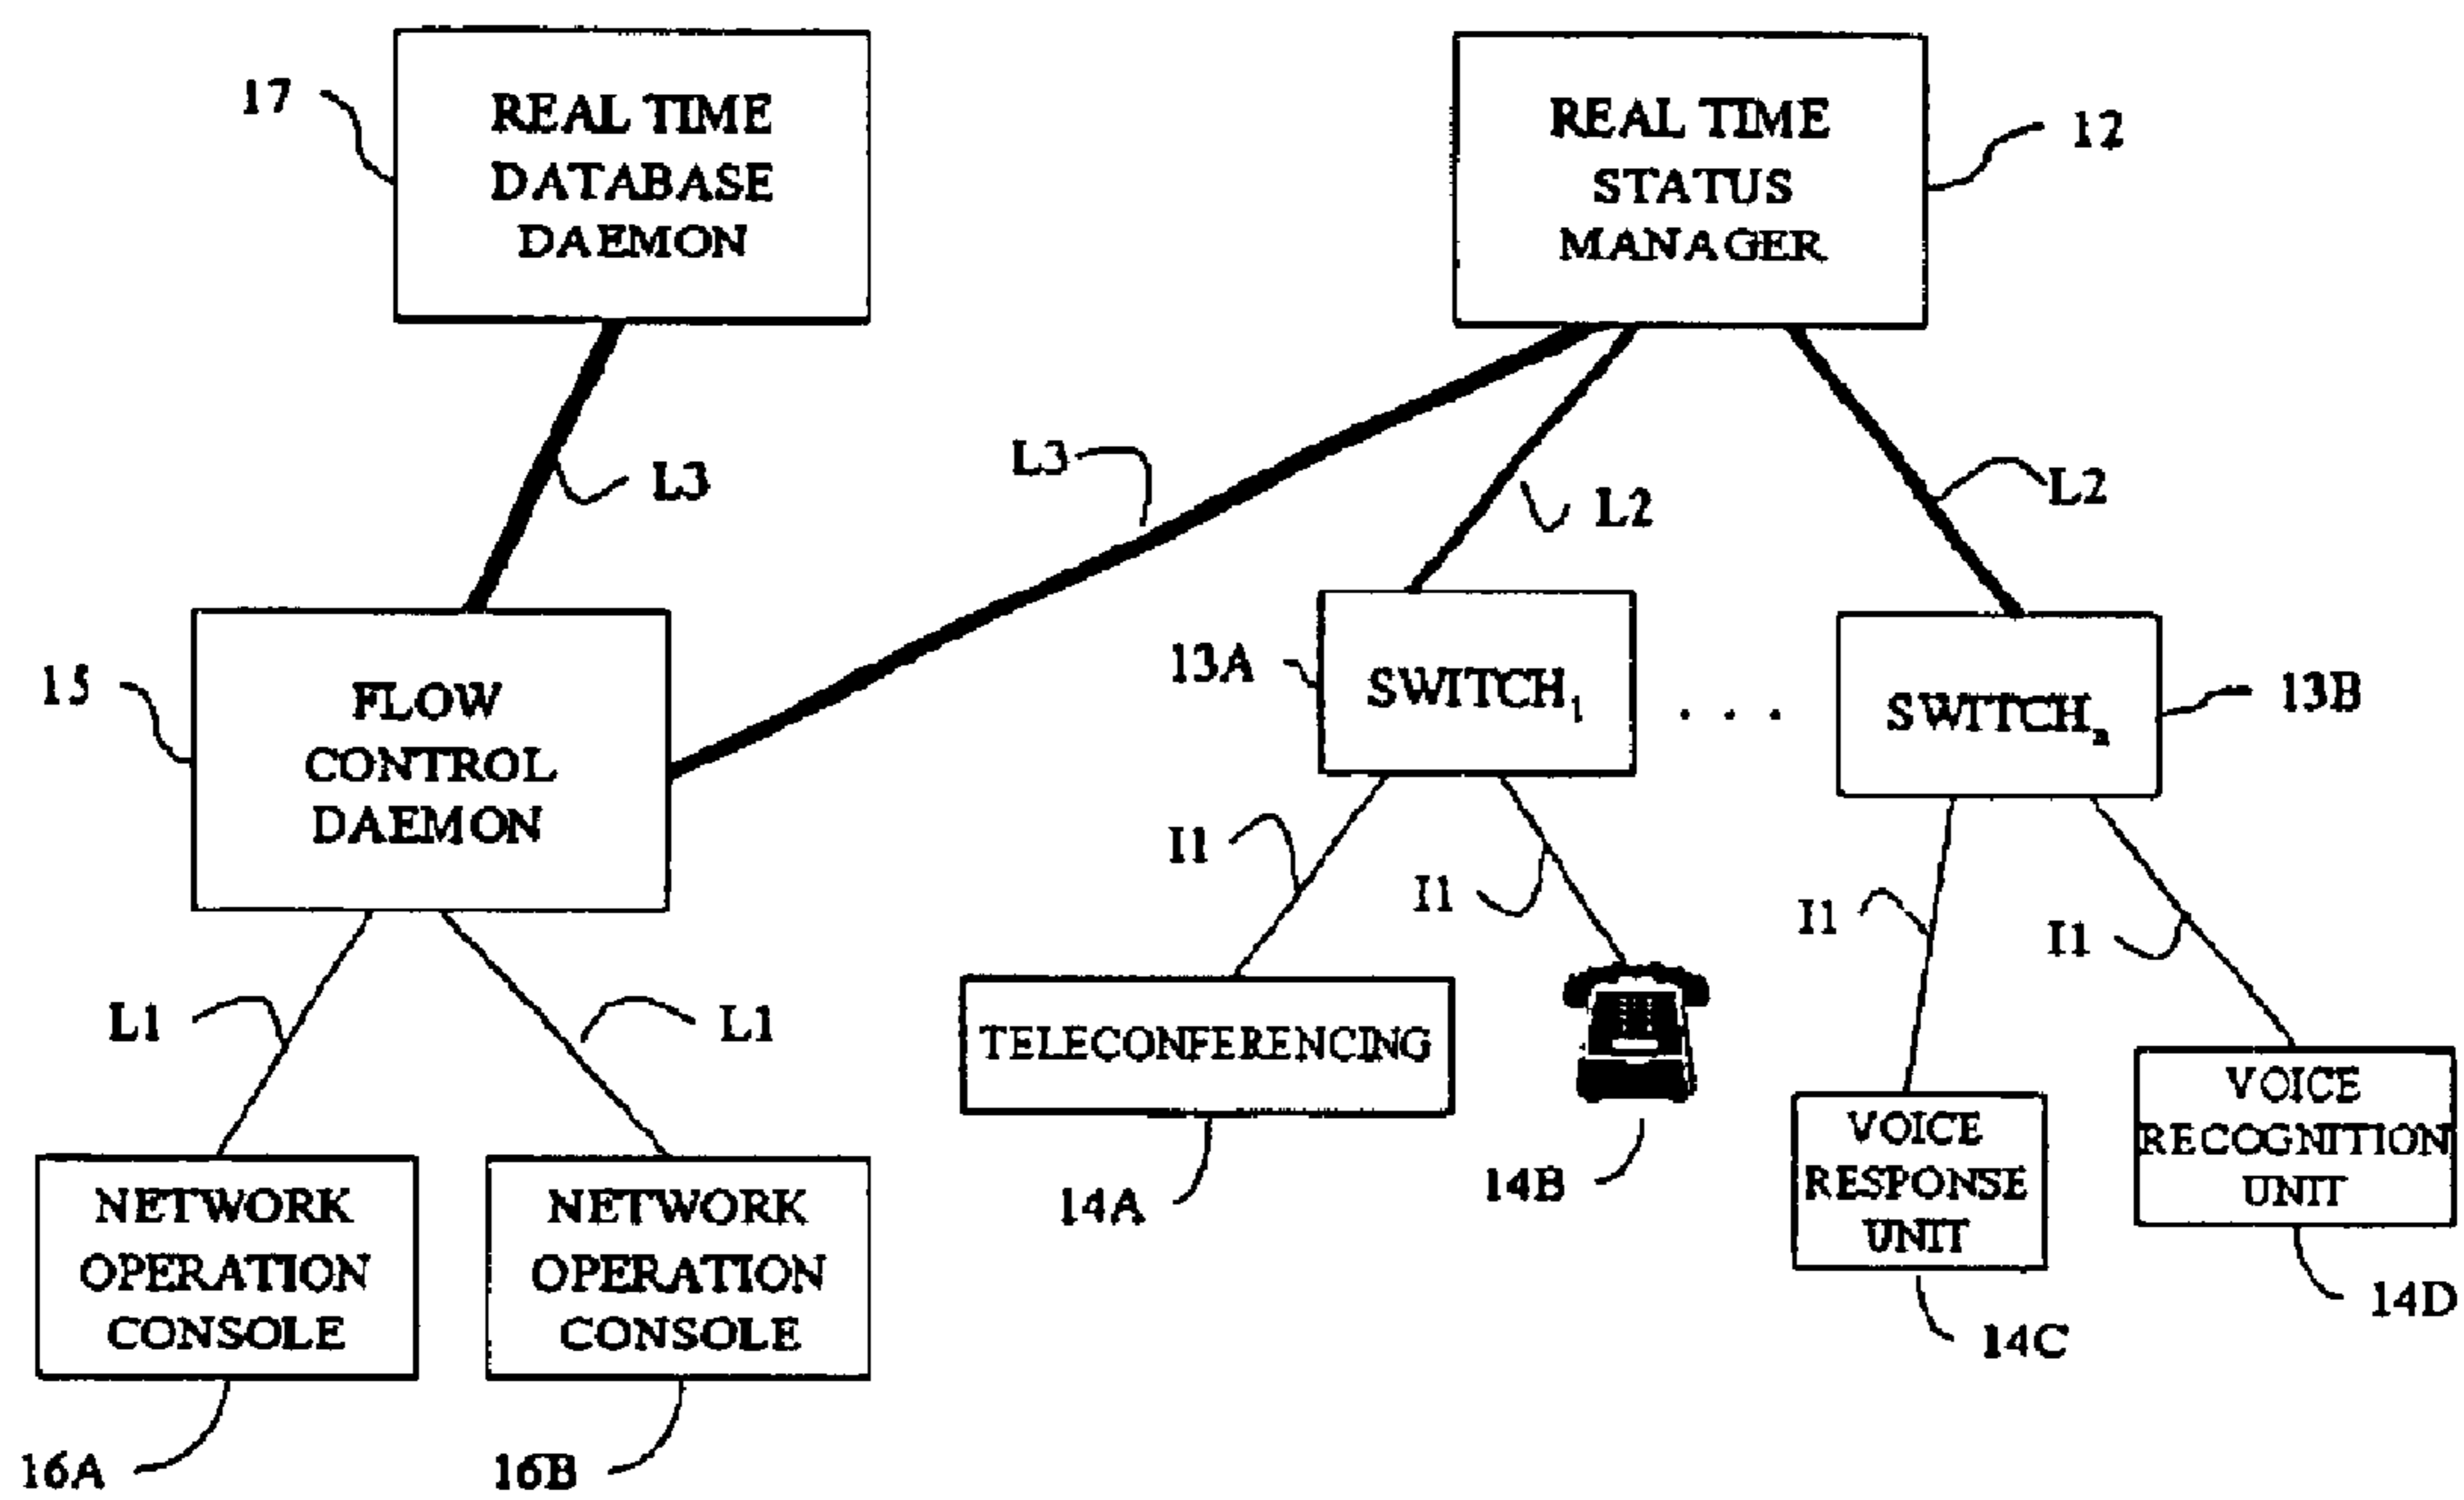 17
REAL TIME
DATABASE
DAEMON
REAL TIME
STATUS
MANAGER
12
L3
L3
L2
L2
15
FLOW
CONTROL
DAEMON
13A
SWITCH1
. . .
SWITCHn
13B
I1
I1
I1
I1
L1
L1
TELECONFERENCING
14A
14B
VOICE
RESPONSE
UNIT
14C
VOICE
RECOGNITION
UNIT
14D
NETWORK
OPERATION
CONSOLE
16A
NETWORK
OPERATION
CONSOLE
16B